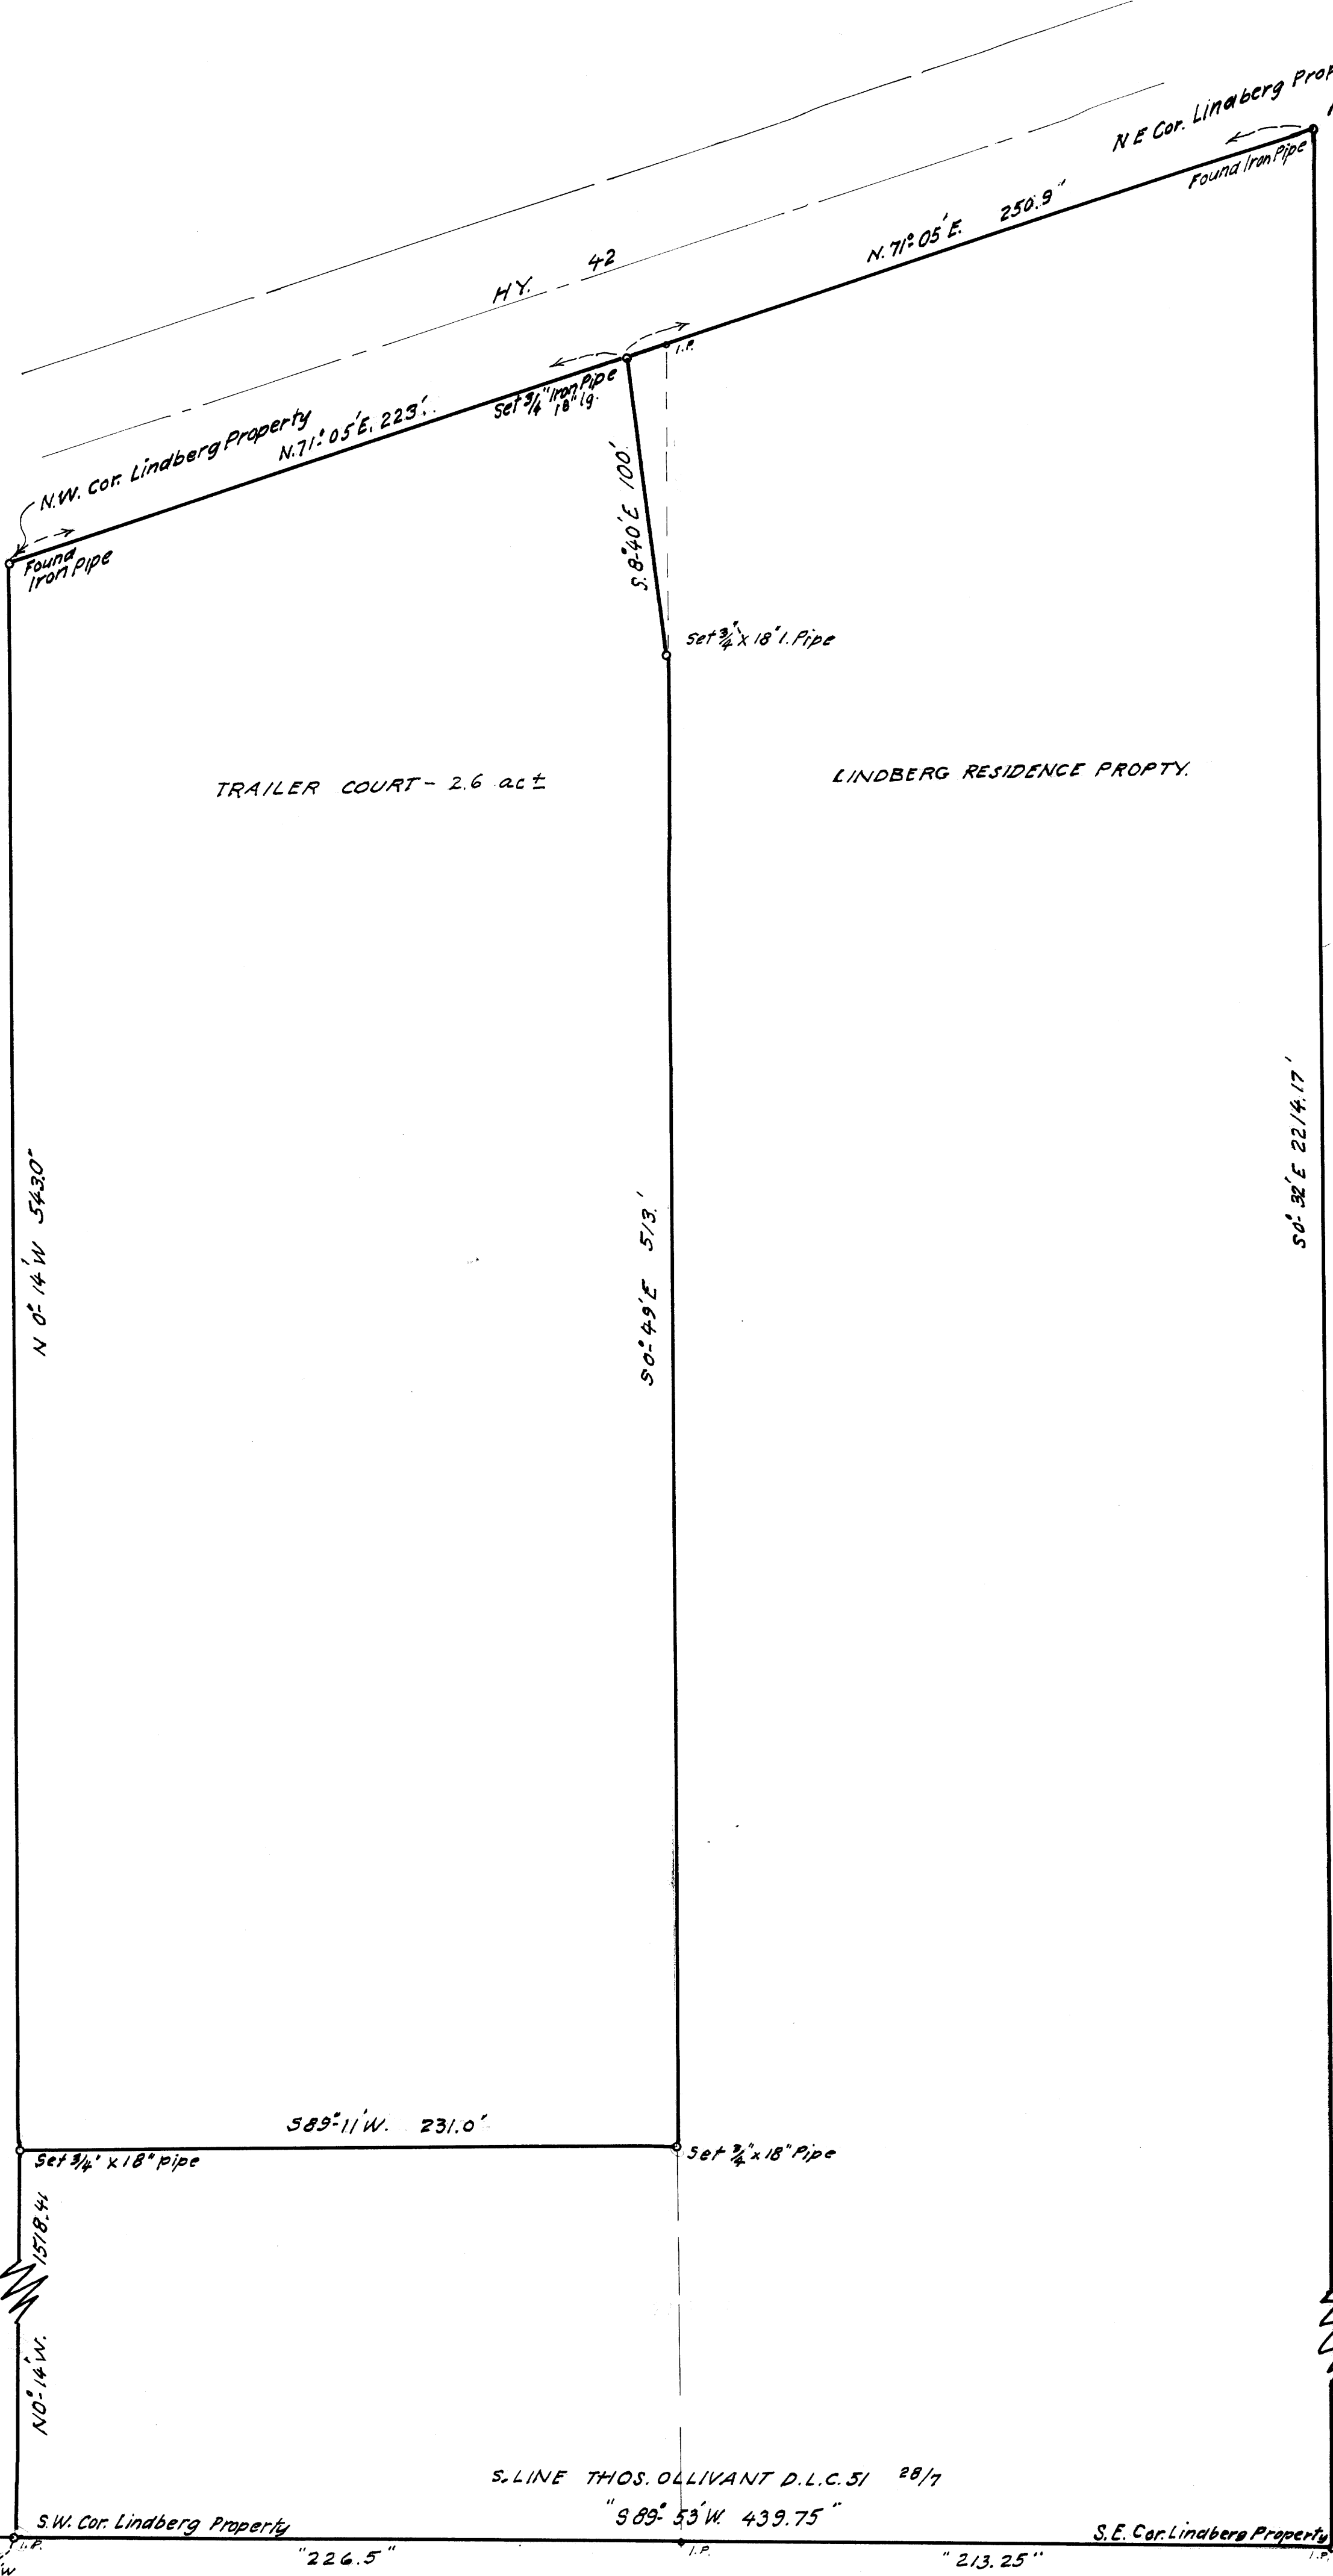 N E Cor. Lindberg Prop
Found Iron Pipe
N. 71° 05' E. 250.9'
HY. 42
I.P.
Set 3/4" Iron Pipe
18" lg.
N.W. Cor. Lindberg Property
N. 71° 05' E. 223'.
Found
Iron Pipe
S. 8°-40' E 100'
Set 3/4" x 18" I. Pipe
TRAILER COURT - 2.6 ac ±
LINDBERG RESIDENCE PROPTY.
N 0°-14' W 543.0'
S 0°-49' E 513.'
S 0°-32' E 2214.17'
S 89°-11' W. 231.0'
Set 3/4" x 18" pipe
Set 3/4" x 18" Pipe
N 0°-14' W. 1518.41
S. LINE THOS. OLLIVANT D.L.C. 51 28/7
"S 89°-53' W. 439.75"
S.W. Cor. Lindberg Property
S.E. Cor. Lindberg Property
I.P.
"226.5"
I.P.
"213.25"
I.P.
W